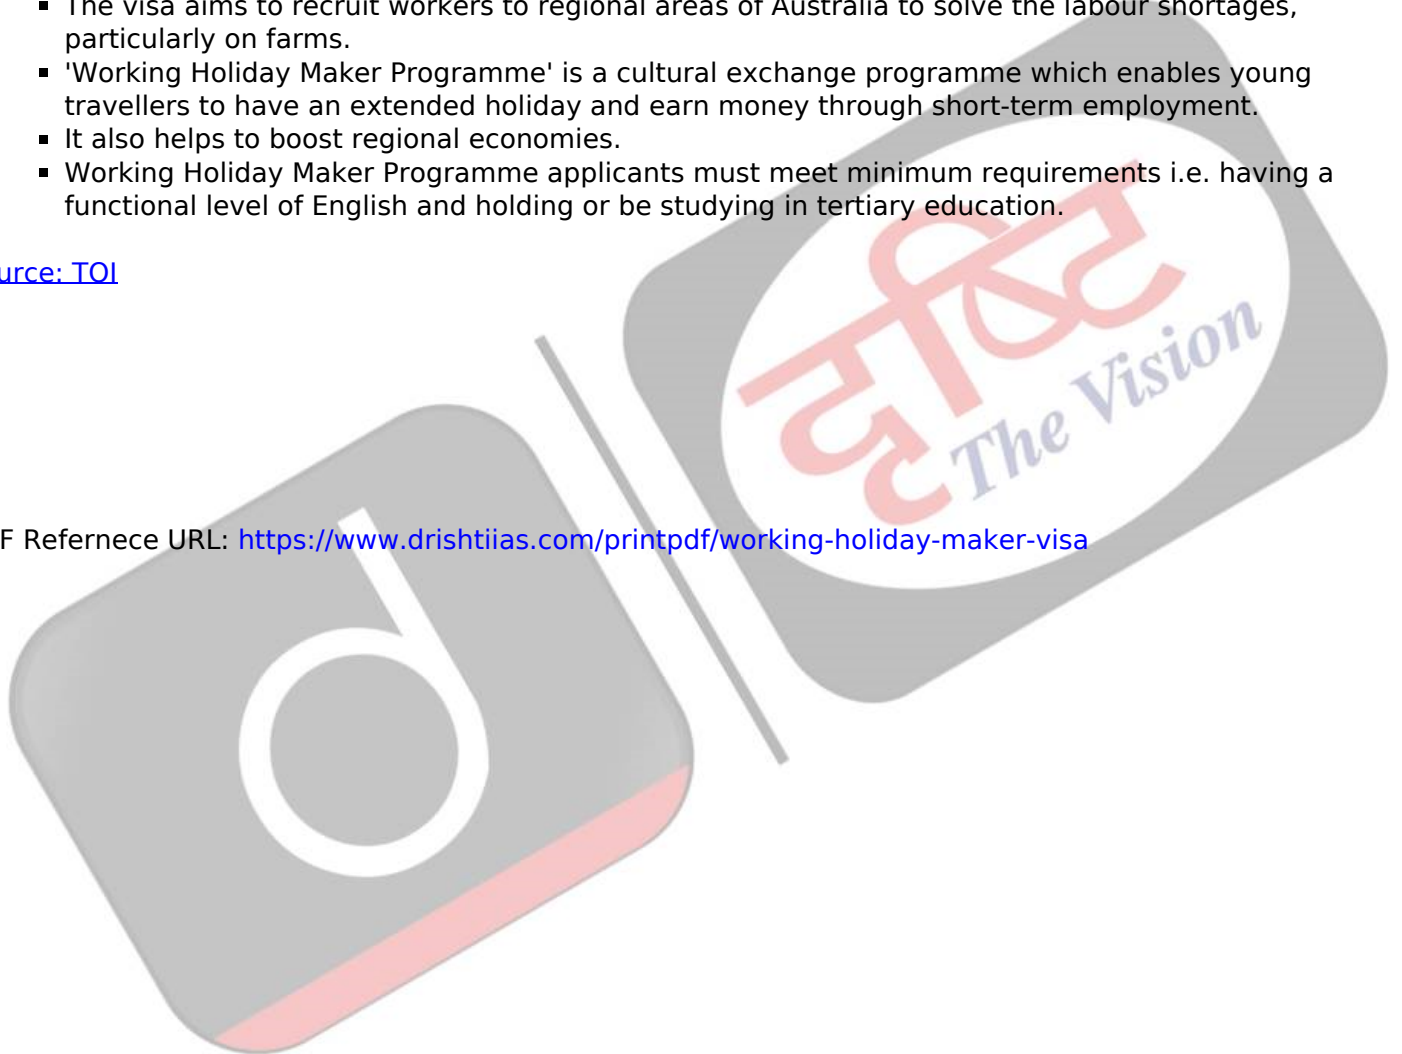 The visa aims to recruit workers to regional areas of Australia to solve the labour shortages,
particularly on farms.
'Working Holiday Maker Programme' is a cultural exchange programme which enables young
travellers to have an extended holiday and earn money through short-term employment.
It also helps to boost regional economies.
Working Holiday Maker Programme applicants must meet minimum requirements i.e. having a
functional level of English and holding or be studying in tertiary education.
urce: TOI
दृष्टि
The Vision
d
F Refernece URL: https://www.drishtiias.com/printpdf/working-holiday-maker-visa